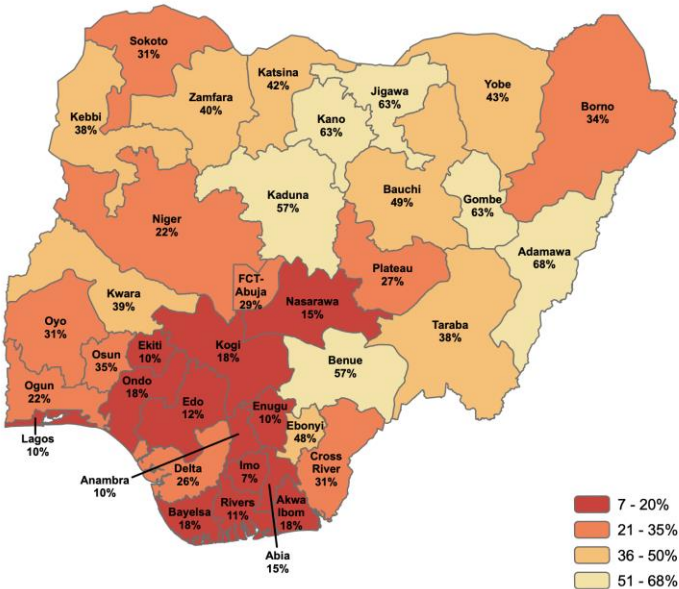 Sokoto
31%
Katsina
42%
Jigawa
63%
Yobe
43%
Borno
34%
Zamfara
40%
Kebbi
38%
Kano
63%
Kaduna
57%
Bauchi
49%
Gombe
63%
Niger
22%
Adamawa
68%
Plateau
27%
FCT-
Abuja
29%
Nasarawa
15%
Kwara
39%
Taraba
38%
Oyo
31%
Osun
35%
Ekiti
10%
Kogi
18%
Benue
57%
Ogun
22%
Ondo
18%
Edo
12%
Enugu
10%
Ebonyi
48%
Lagos
10%
Anambra
10%
Delta
26%
Imo
7%
Cross
River
31%
Bayelsa
18%
Rivers
11%
Akwa
Ibom
18%
Abia
15%
7 - 20%
21 - 35%
36 - 50%
51 - 68%